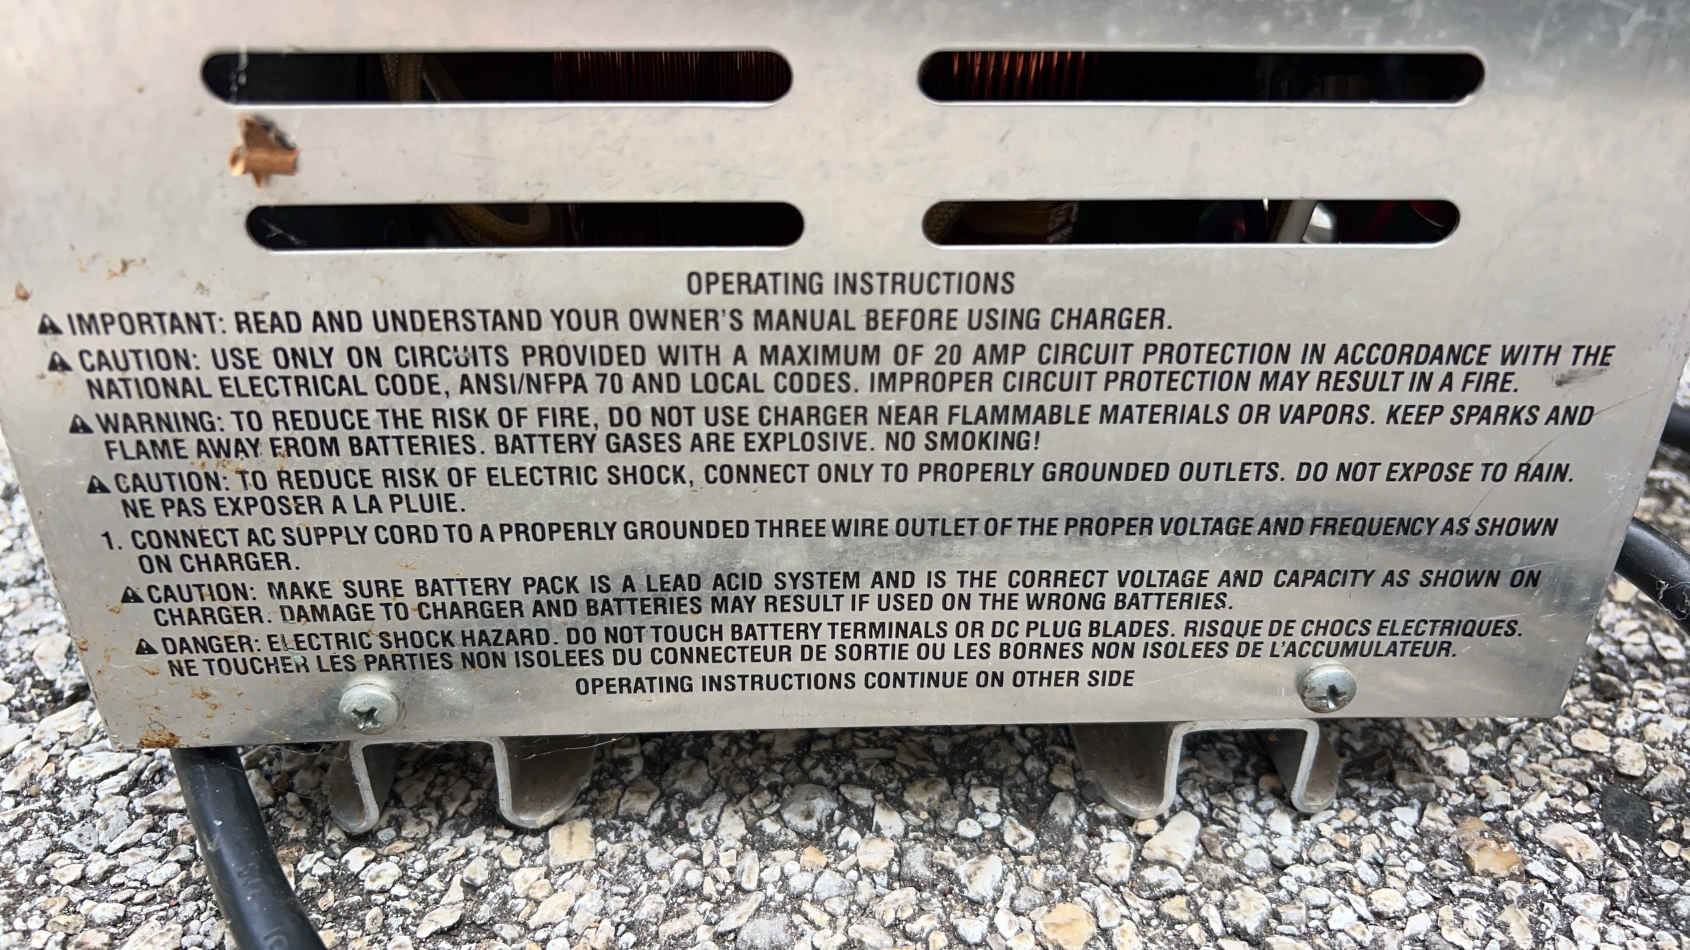 OPERATING INSTRUCTIONS
IMPORTANT: READ AND UNDERSTAND YOUR OWNER'S MANUAL BEFORE USING CHARGER.
CAUTION: USE ONLY ON CIRCUITS PROVIDED WITH A MAXIMUM OF 20 AMP CIRCUIT PROTECTION IN ACCORDANCE WITH THE
NATIONAL ELECTRICAL CODE, ANSI/NFPA 70 AND LOCAL CODES. IMPROPER CIRCUIT PROTECTION MAY RESULT IN A FIRE.
WARNING: TO REDUCE THE RISK OF FIRE, DO NOT USE CHARGER NEAR FLAMMABLE MATERIALS OR VAPORS. KEEP SPARKS AND
FLAME AWAY FROM BATTERIES. BATTERY GASES ARE EXPLOSIVE. NO SMOKING!
CAUTION: TO REDUCE RISK OF ELECTRIC SHOCK, CONNECT ONLY TO PROPERLY GROUNDED OUTLETS. DO NOT EXPOSE TO RAIN.
NE PAS EXPOSER A LA PLUIE.
1. CONNECT AC SUPPLY CORD TO A PROPERLY GROUNDED THREE WIRE OUTLET OF THE PROPER VOLTAGE AND FREQUENCY AS SHOWN
ON CHARGER.
CAUTION: MAKE SURE BATTERY PACK IS A LEAD ACID SYSTEM AND IS THE CORRECT VOLTAGE AND CAPACITY AS SHOWN ON
CHARGER. DAMAGE TO CHARGER AND BATTERIES MAY RESULT IF USED ON THE WRONG BATTERIES.
DANGER: ELECTRIC SHOCK HAZARD. DO NOT TOUCH BATTERY TERMINALS OR DC PLUG BLADES. RISQUE DE CHOCS ELECTRIQUES.
NE TOUCHER LES PARTIES NON ISOLEES DU CONNECTEUR DE SORTIE OU LES BORNES NON ISOLEES DE L'ACCUMULATEUR.
OPERATING INSTRUCTIONS CONTINUE ON OTHER SIDE